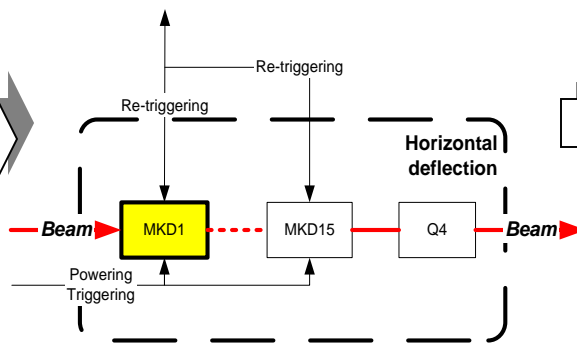 Re-triggering
Re-triggering
Horizontal
deflection
Beam
MKD1
MKD15
Q4
Beam
Powering
Triggering